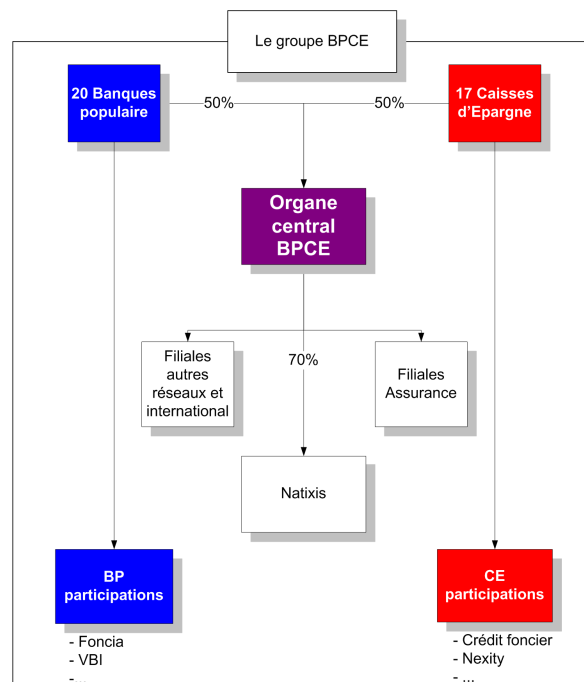 Le groupe BPCE
20 Banques
populaire
50%
50%
17 Caisses
d'Epargne
Organe
central
BPCE
Filiales
autres
réseaux et
international
70%
Filiales
Assurance
Natixis
BP
participations
- Foncia
- VBI
- ...
CE
participations
- Crédit foncier
- Nexity
- ...